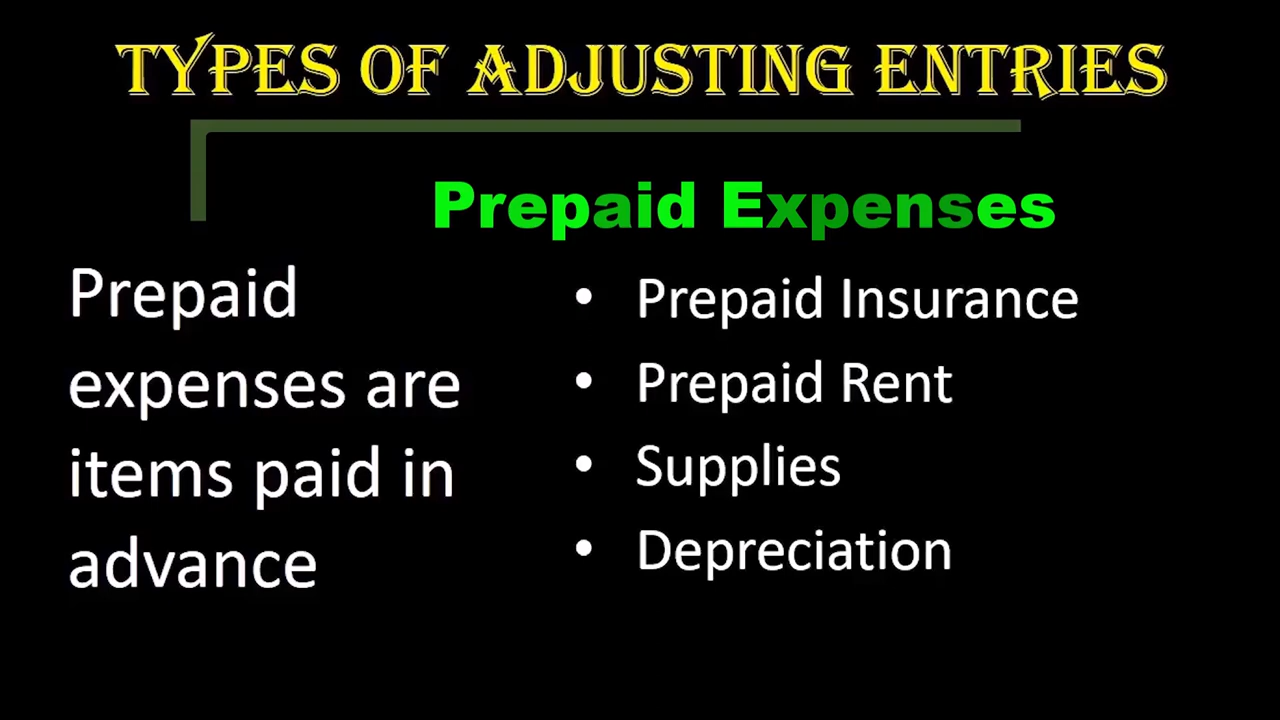 TYPES OF ADJUSTING ENTRIES
Prepaid Expenses
Prepaid
expenses are
items paid in
advance
• Prepaid Insurance
• Prepaid Rent
• Supplies
• Depreciation